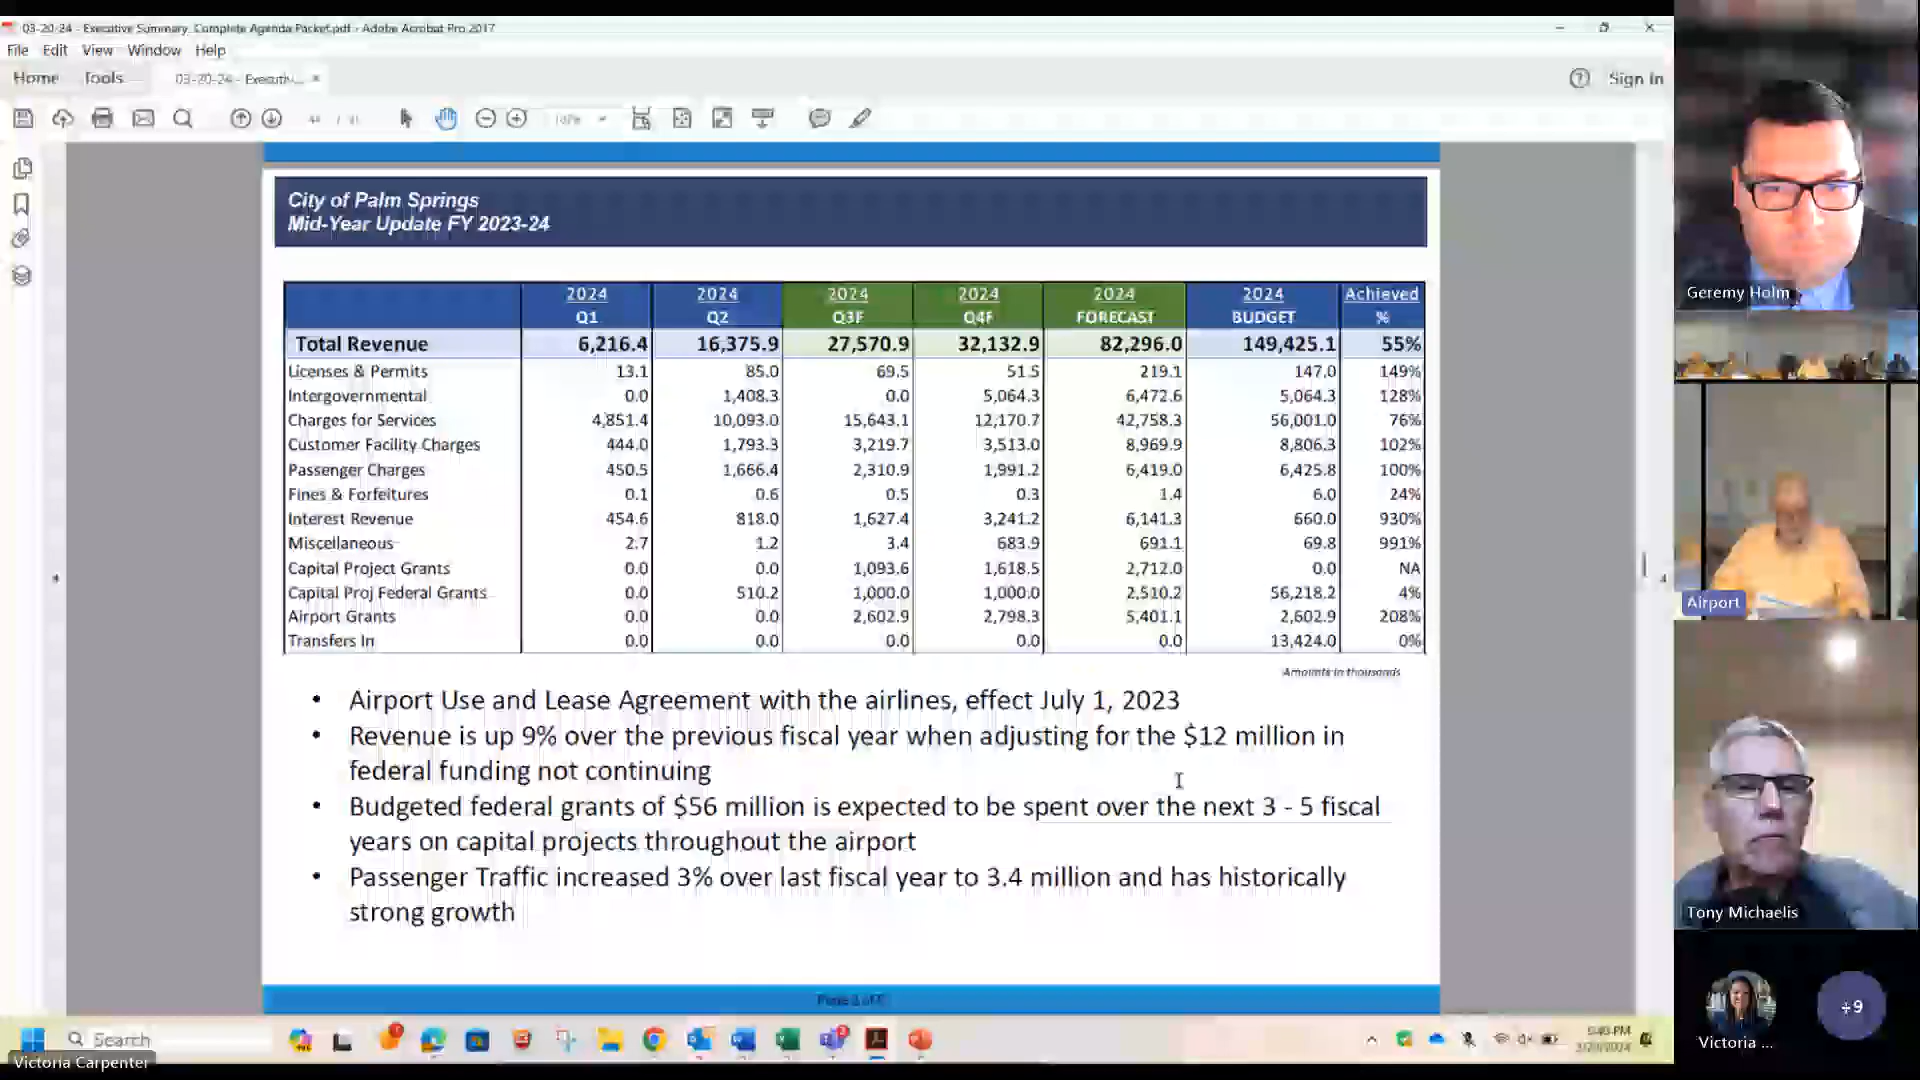 03-20-24 - Executive Summary_Complete Agenda Packet.pdf - Adobe Acrobat Pro 2017
File Edit View Window Help
Home Tools 03-20-24 - Executiv... Sign In
City of Palm Springs
Mid-Year Update FY 2023-24
2024 2024 2024 2024 2024 2024 Achieved
Q1 Q2 Q3F Q4F FORECAST BUDGET %
Total Revenue 6,216.4 16,375.9 27,570.9 32,132.9 82,296.0 149,425.1 55%
Licenses & Permits 13.1 85.0 69.5 51.5 219.1 147.0 149%
Intergovernmental 0.0 1,408.3 0.0 5,064.3 6,472.6 5,064.3 128%
Charges for Services 4,851.4 10,093.0 15,643.1 12,170.7 42,758.3 56,001.0 76%
Customer Facility Charges 444.0 1,793.3 3,219.7 3,513.0 8,969.9 8,806.3 102%
Passenger Charges 450.5 1,666.4 2,310.9 1,991.2 6,419.0 6,425.8 100%
Fines & Forfeitures 0.1 0.6 0.5 0.3 1.4 6.0 24%
Interest Revenue 454.6 818.0 1,627.4 3,241.2 6,141.3 660.0 930%
Miscellaneous 2.7 1.2 3.4 683.9 691.1 69.8 991%
Capital Project Grants 0.0 0.0 1,093.6 1,618.5 2,712.0 0.0 NA
Capital Proj Federal Grants 0.0 510.2 1,000.0 1,000.0 2,510.2 56,218.2 4%
Airport Grants 0.0 0.0 2,602.9 2,798.3 5,401.1 2,602.9 208%
Transfers In 0.0 0.0 0.0 0.0 0.0 13,424.0 0%
Amounts in thousands
• Airport Use and Lease Agreement with the airlines, effect July 1, 2023
• Revenue is up 9% over the previous fiscal year when adjusting for the $12 million in
federal funding not continuing
• Budgeted federal grants of $56 million is expected to be spent over the next 3 - 5 fiscal
years on capital projects throughout the airport
• Passenger Traffic increased 3% over last fiscal year to 3.4 million and has historically
strong growth
Search
5:43 PM
3/20/2024
Victoria Carpenter
Geremy Holm
Airport
Tony Michaelis
Victoria ...
+9